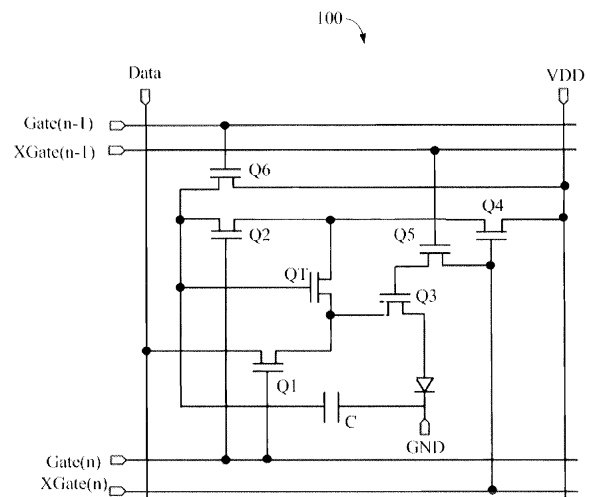 100
Data
VDD
Gate(n-1)
XGate(n-1)
Q6
Q4
Q2
Q5
QT
Q3
Q1
C
GND
Gate(n)
XGate(n)